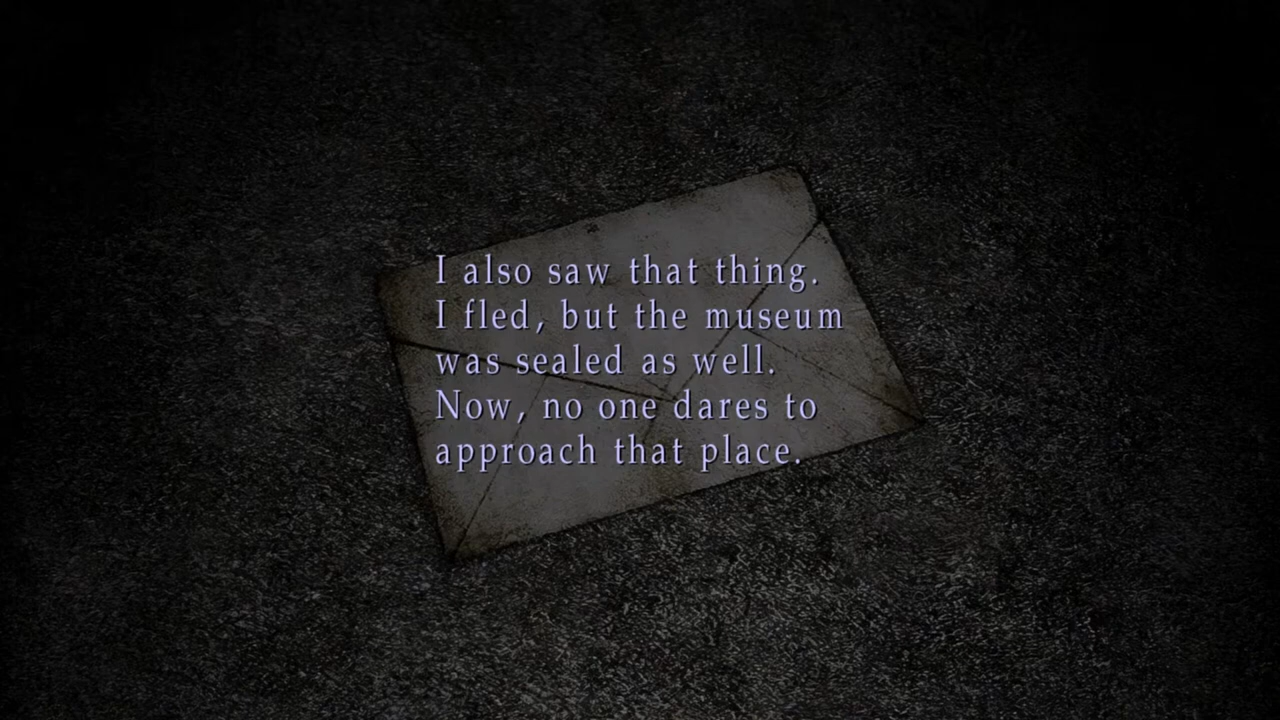 I also saw that thing.
I fled, but the museum
was sealed as well.
Now, no one dares to
approach that place.